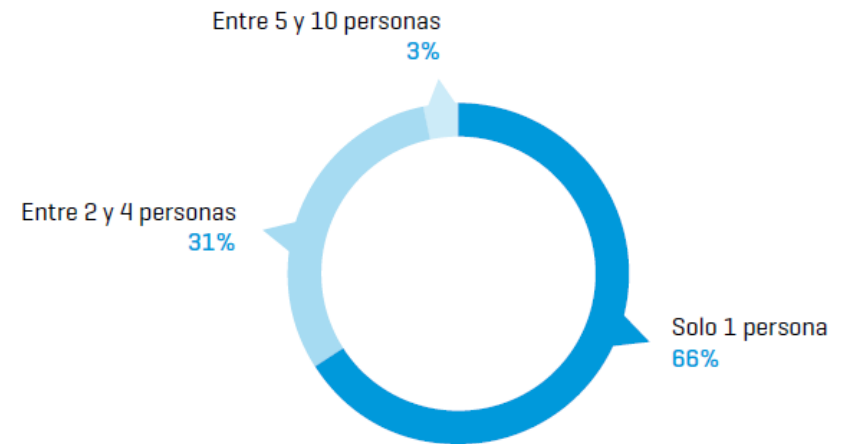 Entre 5 y 10 personas
3%
Entre 2 y 4 personas
31%
Solo 1 persona
66%